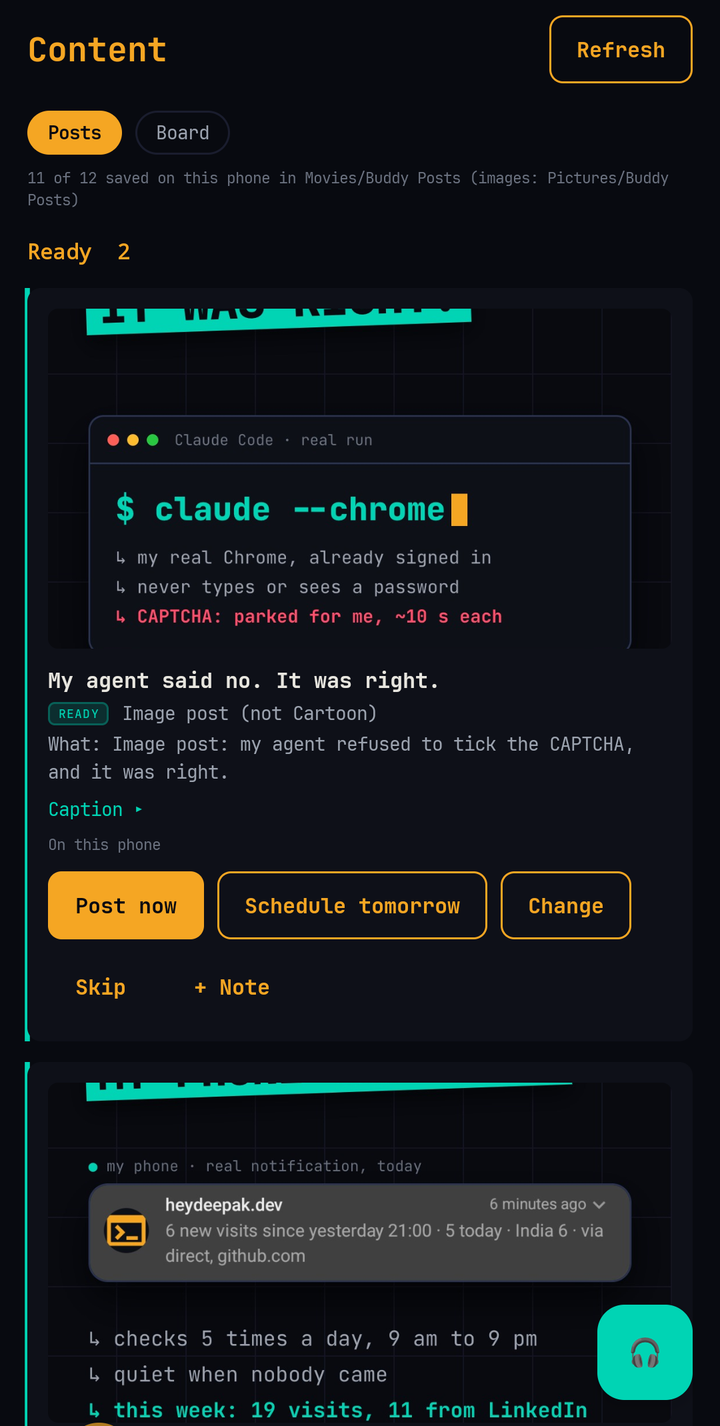 Content
Refresh
Posts
Board
11 of 12 saved on this phone in Movies/Buddy Posts (images: Pictures/Buddy
Posts)
Ready 2
IT WAS RIGHT.
Claude Code · real run
$ claude --chrome
↳ my real Chrome, already signed in
↳ never types or sees a password
↳ CAPTCHA: parked for me, ~10 s each
My agent said no. It was right.
READY
Image post (not Cartoon)
What: Image post: my agent refused to tick the CAPTCHA,
and it was right.
Caption ▸
On this phone
Post now
Schedule tomorrow
Change
Skip
+ Note
my phone · real notification, today
heydeepak.dev
6 minutes ago
6 new visits since yesterday 21:00 · 5 today · India 6 · via
direct, github.com
↳ checks 5 times a day, 9 am to 9 pm
↳ quiet when nobody came
↳ this week: 19 visits, 11 from LinkedIn